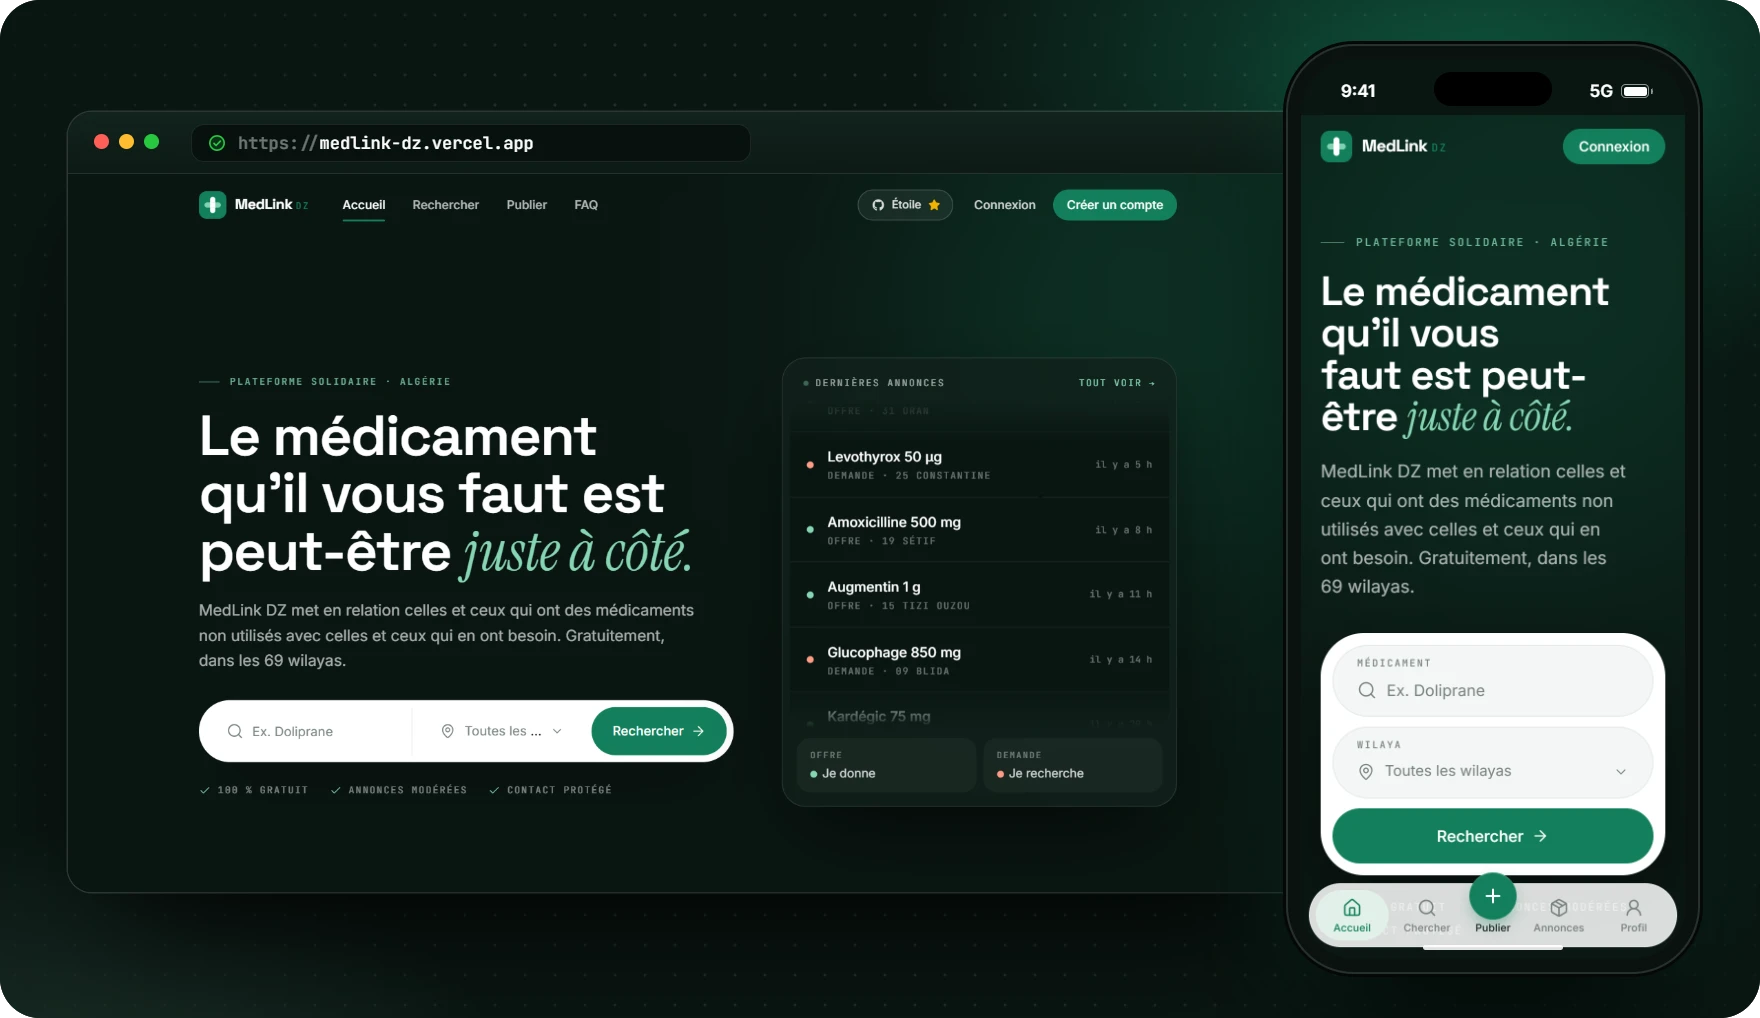 https://medlink-dz.vercel.app
MedLink DZ
Accueil
Rechercher
Publier
FAQ
Étoile
Connexion
Créer un compte
PLATEFORME SOLIDAIRE · ALGÉRIE
Le médicament
qu’il vous faut est
peut-être juste à côté.
MedLink DZ met en relation celles et ceux qui ont des médicaments
non utilisés avec celles et ceux qui en ont besoin. Gratuitement,
dans les 69 wilayas.
Ex. Doliprane
Toutes les ...
Rechercher →
100 % GRATUIT
ANNONCES MODÉRÉES
CONTACT PROTÉGÉ
DERNIÈRES ANNONCES
TOUT VOIR →
OFFRE · 31 ORAN
Levothyrox 50 µg
DEMANDE · 25 CONSTANTINE
il y a 5 h
Amoxicilline 500 mg
OFFRE · 19 SÉTIF
il y a 8 h
Augmentin 1 g
OFFRE · 15 TIZI OUZOU
il y a 11 h
Glucophage 850 mg
DEMANDE · 09 BLIDA
il y a 14 h
Kardégic 75 mg
OFFRE
Je donne
DEMANDE
Je recherche
9:41
5G
MedLink DZ
Connexion
PLATEFORME SOLIDAIRE · ALGÉRIE
Le médicament
qu’il vous
faut est peut-
être juste à côté.
MedLink DZ met en relation celles et
ceux qui ont des médicaments non
utilisés avec celles et ceux qui en
ont besoin. Gratuitement, dans les
69 wilayas.
MÉDICAMENT
Ex. Doliprane
WILAYA
Toutes les wilayas
Rechercher →
Accueil
Chercher
Publier
Annonces
Profil